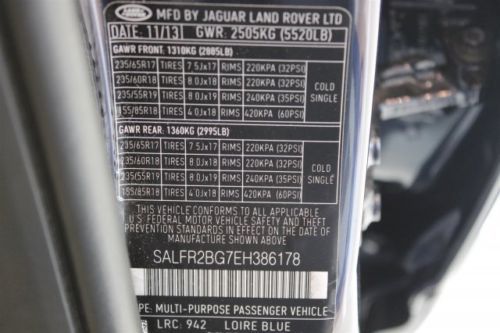 LAND ROVER MFD BY JAGUAR LAND ROVER LTD
DATE: 11/13 GWR: 2505KG (5520LB)
GAWR FRONT: 1310KG (2885LB)
235/65R17 TIRES 7.5Jx17 RIMS 220KPA (32PSI)
235/60R18 TIRES 8.0Jx18 RIMS 220KPA (32PSI) COLD
235/55R19 TIRES 8.0Jx19 RIMS 240KPA (35PSI) SINGLE
155/85R18 TIRES 4.0Jx18 RIMS 420KPA (60PSI)
GAWR REAR: 1360KG (2995LB)
235/65R17 TIRES 7.5Jx17 RIMS 220KPA (32PSI)
235/60R18 TIRES 8.0Jx18 RIMS 220KPA (32PSI) COLD
235/55R19 TIRES 8.0Jx19 RIMS 240KPA (35PSI) SINGLE
155/85R18 TIRES 4.0Jx18 RIMS 420KPA (60PSI)
THIS VEHICLE CONFORMS TO ALL APPLICABLE
U.S. FEDERAL MOTOR VEHICLE SAFETY AND THEFT
PREVENTION STANDARDS IN EFFECT ON THE DATE
OF MANUFACTURE SHOWN ABOVE
SALFR2BG7EH386178
YPE: MULTI-PURPOSE PASSENGER VEHICLE
LRC: 942 LOIRE BLUE